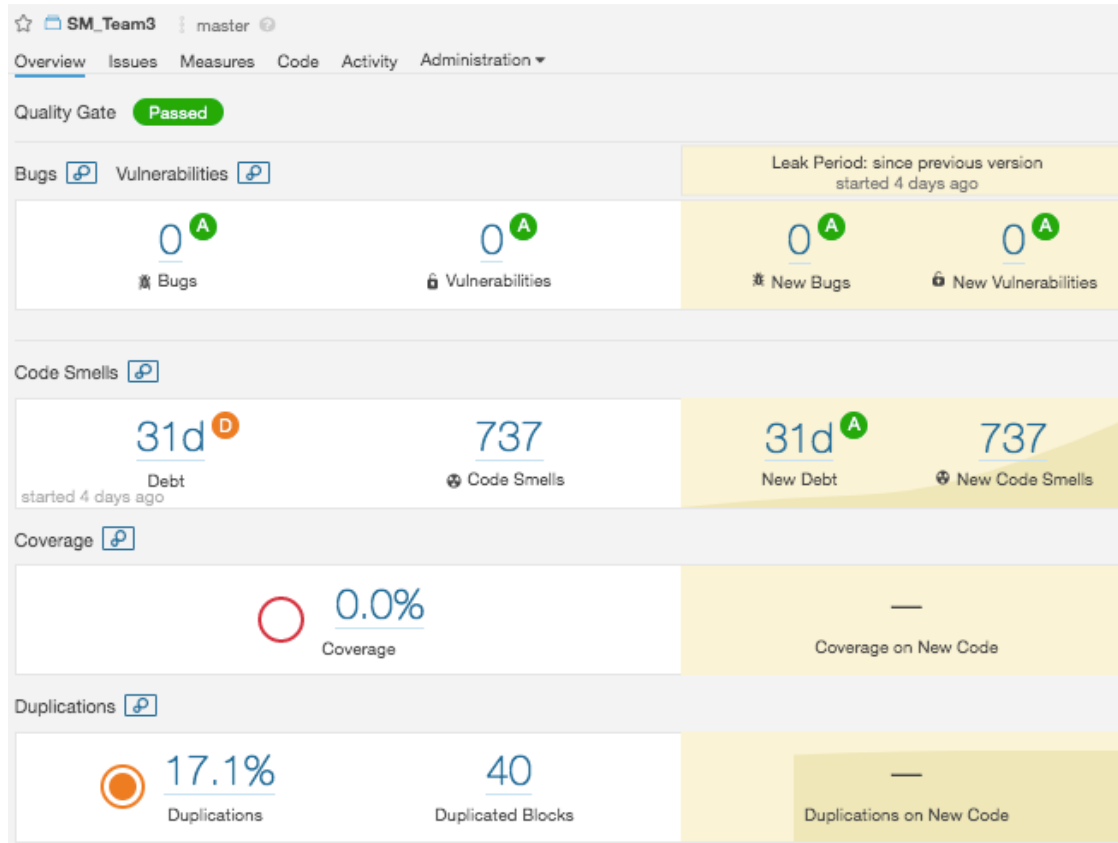 SM_Team3 master
Overview Issues Measures Code Activity Administration
Quality Gate Passed
Bugs Vulnerabilities
Leak Period: since previous version
started 4 days ago
0 A 0 A 0 A 0 A
Bugs Vulnerabilities New Bugs New Vulnerabilities
Code Smells
31d D 737 31d A 737
Debt Code Smells New Debt New Code Smells
started 4 days ago
Coverage
0.0% —
Coverage Coverage on New Code
Duplications
17.1% 40 —
Duplications Duplicated Blocks Duplications on New Code